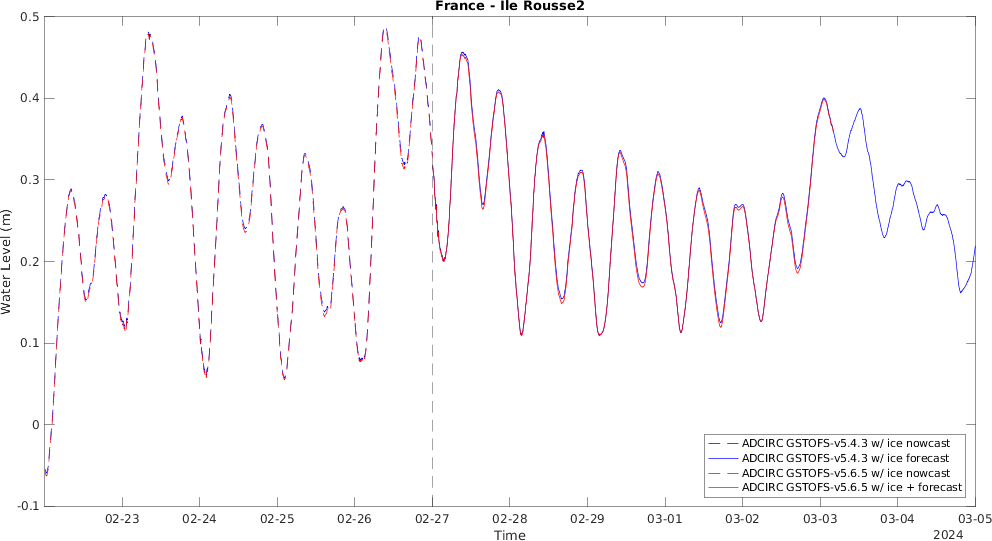 France - Ile Rousse2
0.5
0.4
0.3
0.2
0.1
0
-0.1
Water Level (m)
ADCIRC GSTOFS-v5.4.3 w/ ice nowcast
ADCIRC GSTOFS-v5.4.3 w/ ice forecast
ADCIRC GSTOFS-v5.6.5 w/ ice nowcast
ADCIRC GSTOFS-v5.6.5 w/ ice + forecast
02-23 02-24 02-25 02-26 02-27 02-28 02-29 03-01 03-02 03-03 03-04 03-05
Time
2024